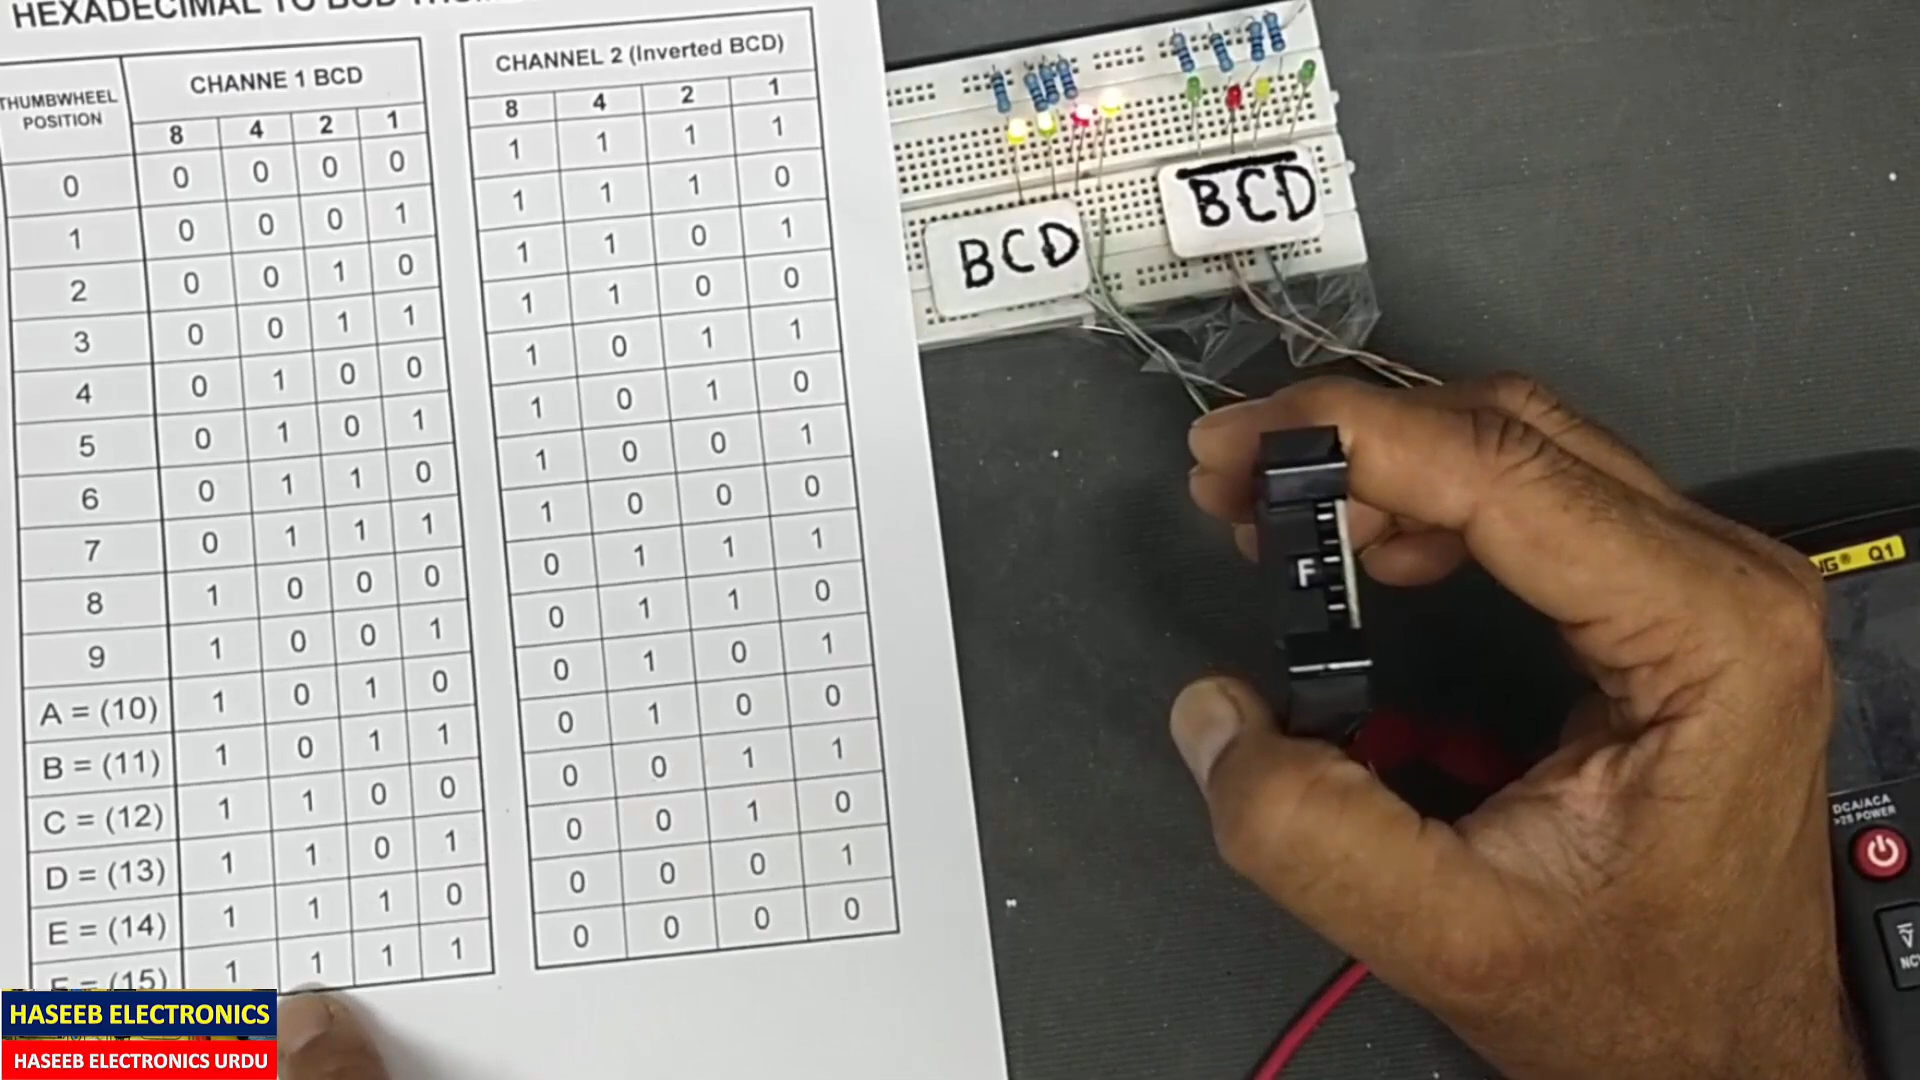 HEXADECIMAL TO BCD
THUMBWHEEL
POSITION
CHANNE 1 BCD
8 4 2 1
0 0 0 0 0
1 0 0 0 1
2 0 0 1 0
3 0 0 1 1
4 0 1 0 0
5 0 1 0 1
6 0 1 1 0
7 0 1 1 1
8 1 0 0 0
9 1 0 0 1
A = (10) 1 0 1 0
B = (11) 1 0 1 1
C = (12) 1 1 0 0
D = (13) 1 1 0 1
E = (14) 1 1 1 0
F = (15) 1 1 1 1
CHANNEL 2 (Inverted BCD)
8 4 2 1
1 1 1 1
1 1 1 0
1 1 0 1
1 1 0 0
1 0 1 1
1 0 1 0
1 0 0 1
1 0 0 0
0 1 1 1
0 1 1 0
0 1 0 1
0 1 0 0
0 0 1 1
0 0 1 0
0 0 0 1
0 0 0 0
BCD
BCD
F
Q1
DCA/ACA
>2S POWER
HASEEB ELECTRONICS
HASEEB ELECTRONICS URDU